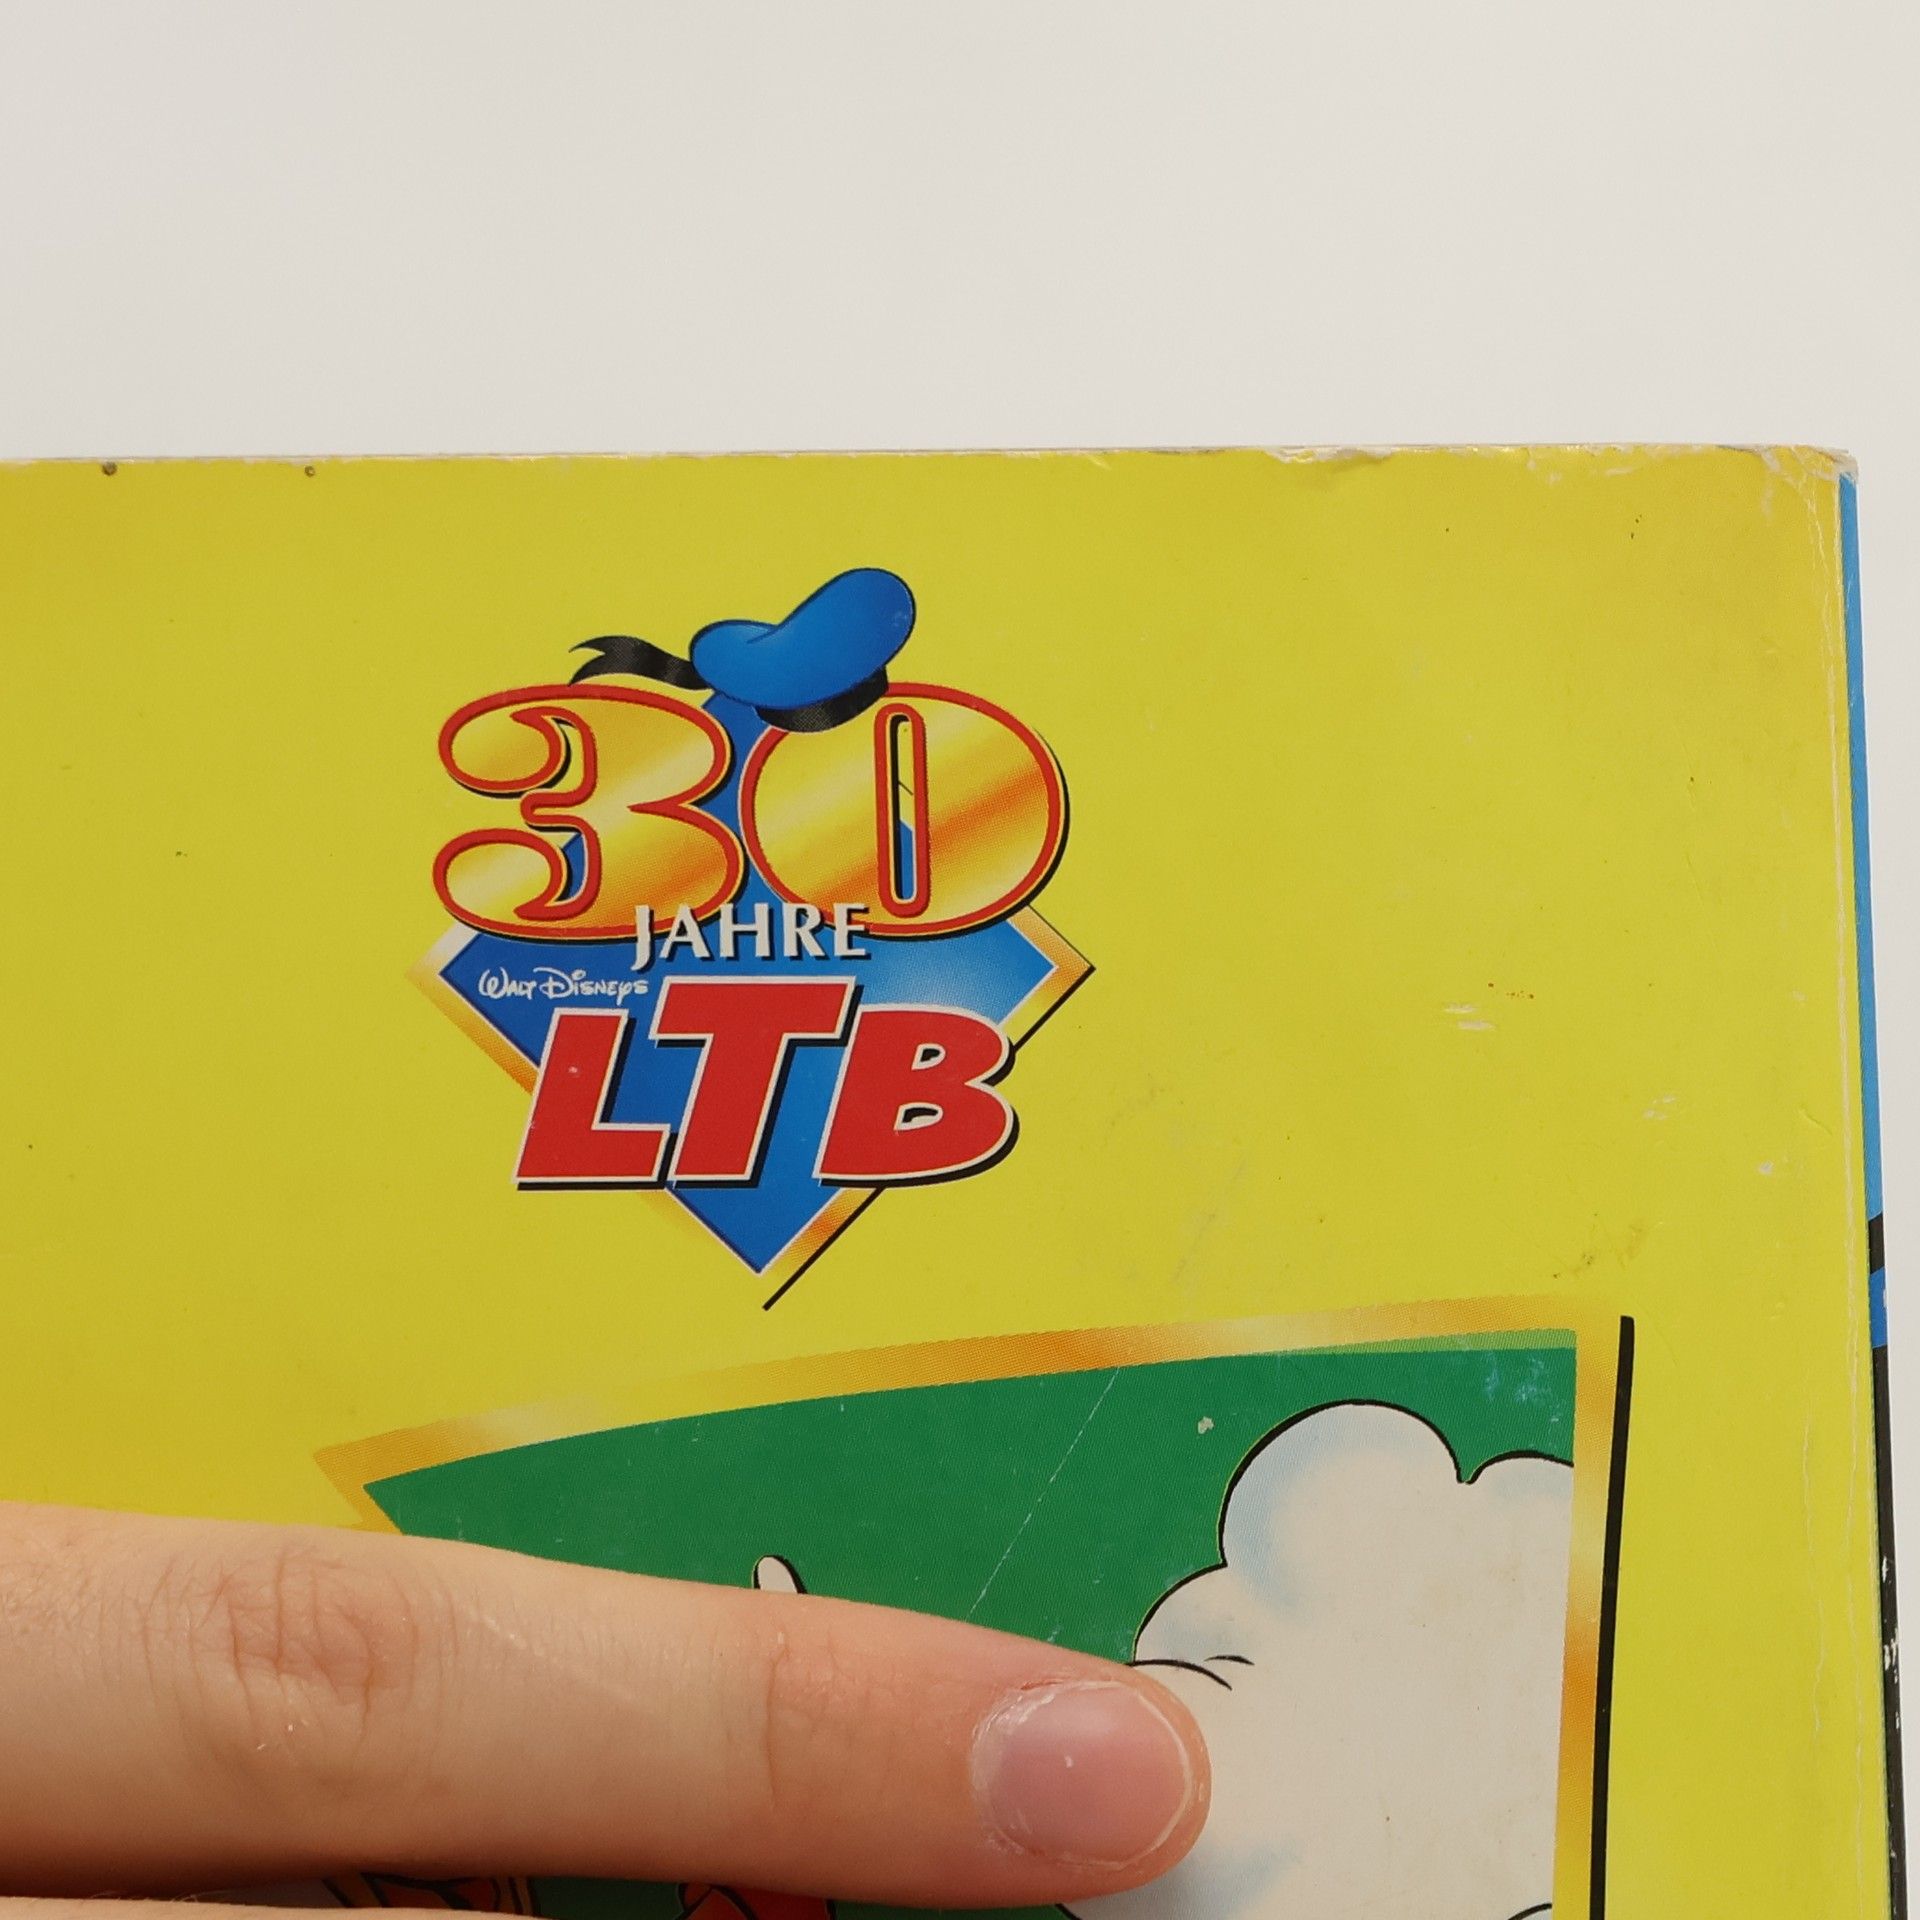 30
JAHRE
WALT DISNEYS
LTB